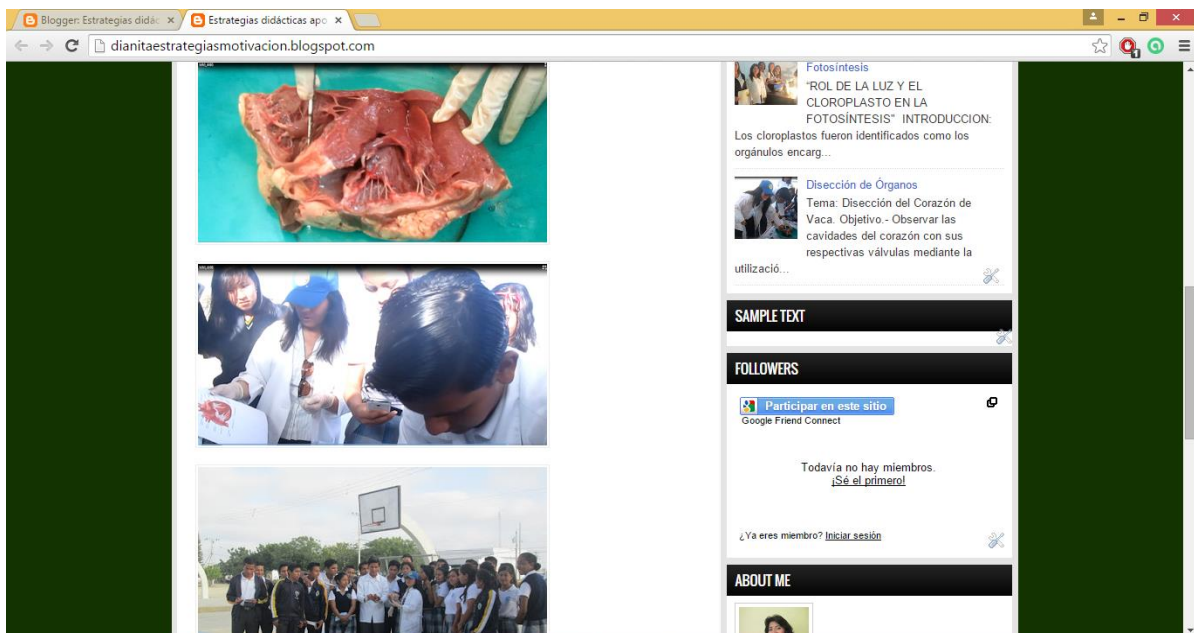 Blogger: Estrategias didác
Estrategias didácticas apo
dianitaestrategiasmotivacion.blogspot.com
1
Fotosíntesis
"ROL DE LA LUZ Y EL
CLOROPLASTO EN LA
FOTOSÍNTESIS" INTRODUCCION:
Los cloroplastos fueron identificados como los
orgánulos encarg...
Disección de Órganos
Tema: Disección del Corazón de
Vaca. Objetivo.- Observar las
cavidades del corazón con sus
respectivas válvulas mediante la
utilizació...
SAMPLE TEXT
FOLLOWERS
Participar en este sitio
Google Friend Connect
Todavía no hay miembros.
¡Sé el primero!
¿Ya eres miembro? Iniciar sesión
ABOUT ME